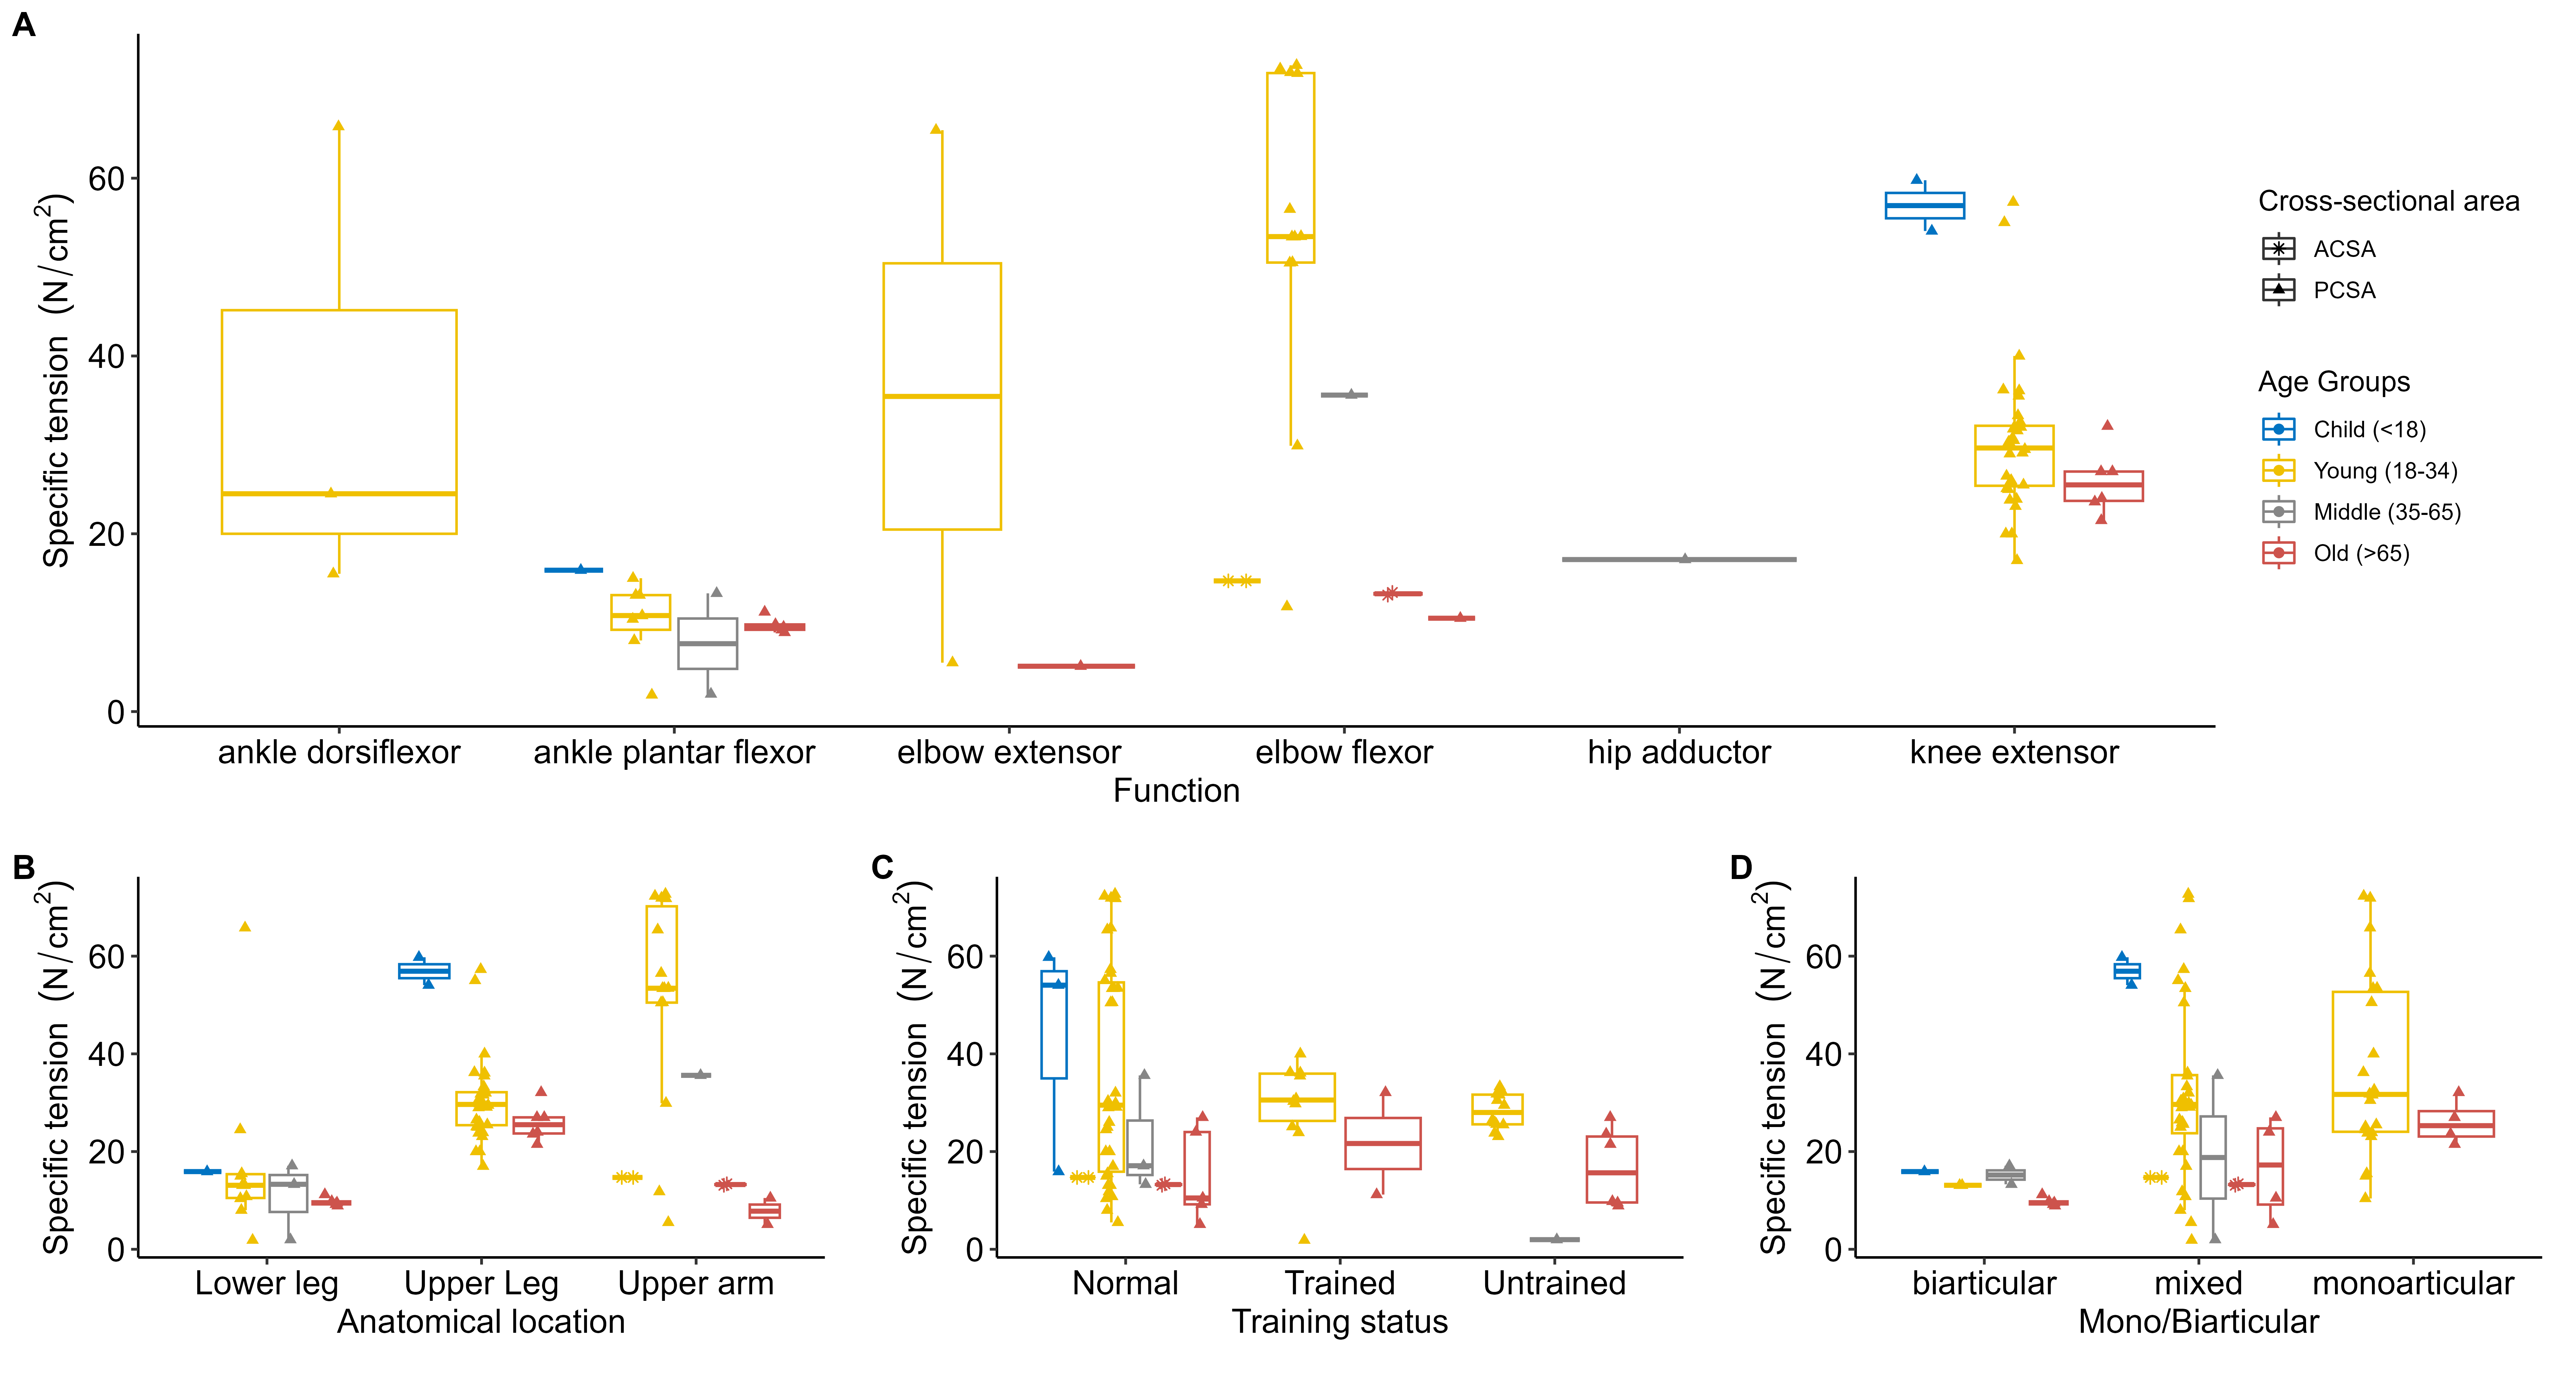 A
Specific tension (N/cm²)
60
40
20
0
ankle dorsiflexor
ankle plantar flexor
elbow extensor
elbow flexor
hip adductor
knee extensor
Function
Cross-sectional area
ACSA
PCSA
Age Groups
Child (<18)
Young (18-34)
Middle (35-65)
Old (>65)
B
Specific tension (N/cm²)
60
40
20
0
Lower leg
Upper Leg
Upper arm
Anatomical location
C
Specific tension (N/cm²)
60
40
20
0
Normal
Trained
Untrained
Training status
D
Specific tension (N/cm²)
60
40
20
0
biarticular
mixed
monoarticular
Mono/Biarticular